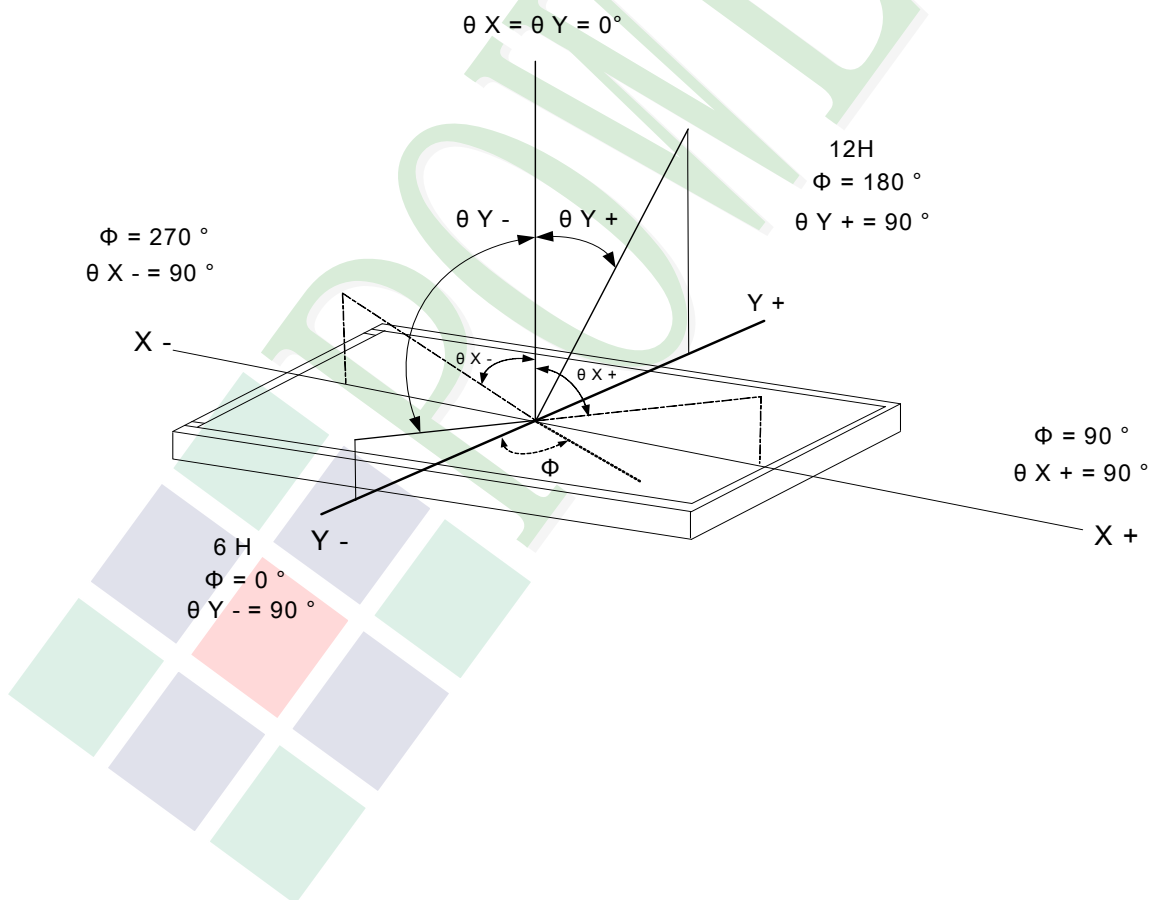 θ X = θ Y = 0°
12H
Φ = 180 °
θ Y + = 90 °
θ Y -
θ Y +
Φ = 270 °
θ X - = 90 °
Y +
X -
θ X -
θ X +
Φ = 90 °
θ X + = 90 °
Φ
X +
Y -
6 H
Φ = 0 °
θ Y - = 90 °